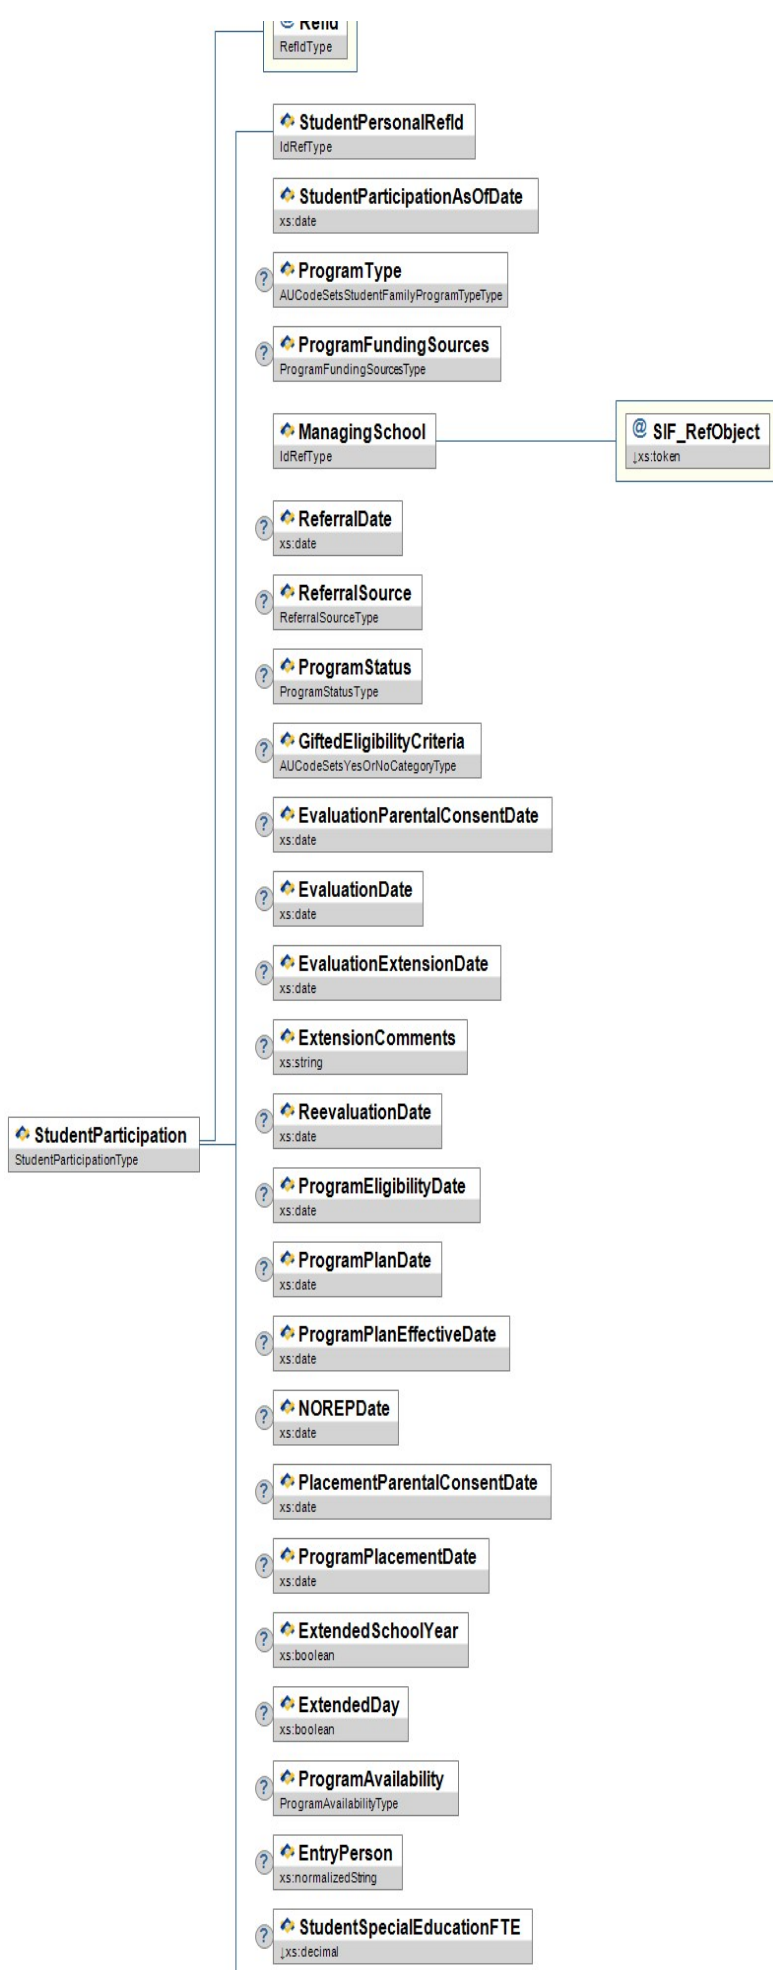 @ RefId
RefIdType
StudentPersonalRefId
IdRefType
StudentParticipationAsOfDate
xs:date
? ProgramType
AUCodeSetsStudentFamilyProgramTypeType
? ProgramFundingSources
ProgramFundingSourcesType
ManagingSchool
IdRefType
@ SIF_RefObject
↓xs:token
? ReferralDate
xs:date
? ReferralSource
ReferralSourceType
? ProgramStatus
ProgramStatusType
? GiftedEligibilityCriteria
AUCodeSetsYesOrNoCategoryType
? EvaluationParentalConsentDate
xs:date
? EvaluationDate
xs:date
? EvaluationExtensionDate
xs:date
? ExtensionComments
xs:string
? ReevaluationDate
xs:date
StudentParticipation
StudentParticipationType
? ProgramEligibilityDate
xs:date
? ProgramPlanDate
xs:date
? ProgramPlanEffectiveDate
xs:date
? NOREPDate
xs:date
? PlacementParentalConsentDate
xs:date
? ProgramPlacementDate
xs:date
? ExtendedSchoolYear
xs:boolean
? ExtendedDay
xs:boolean
? ProgramAvailability
ProgramAvailabilityType
? EntryPerson
xs:normalizedString
? StudentSpecialEducationFTE
↓xs:decimal